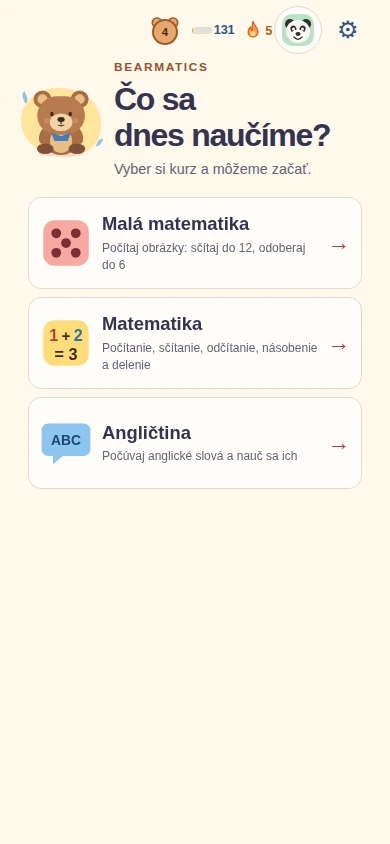 4 131 5
BEARMATICS
Čo sa
dnes naučíme?
Vyber si kurz a môžeme začať.
Malá matematika
Počítaj obrázky: sčítaj do 12, odoberaj
do 6
→
1 + 2
= 3
Matematika
Počítanie, sčítanie, odčítanie, násobenie
a delenie
→
ABC
Angličtina
Počúvaj anglické slová a nauč sa ich
→